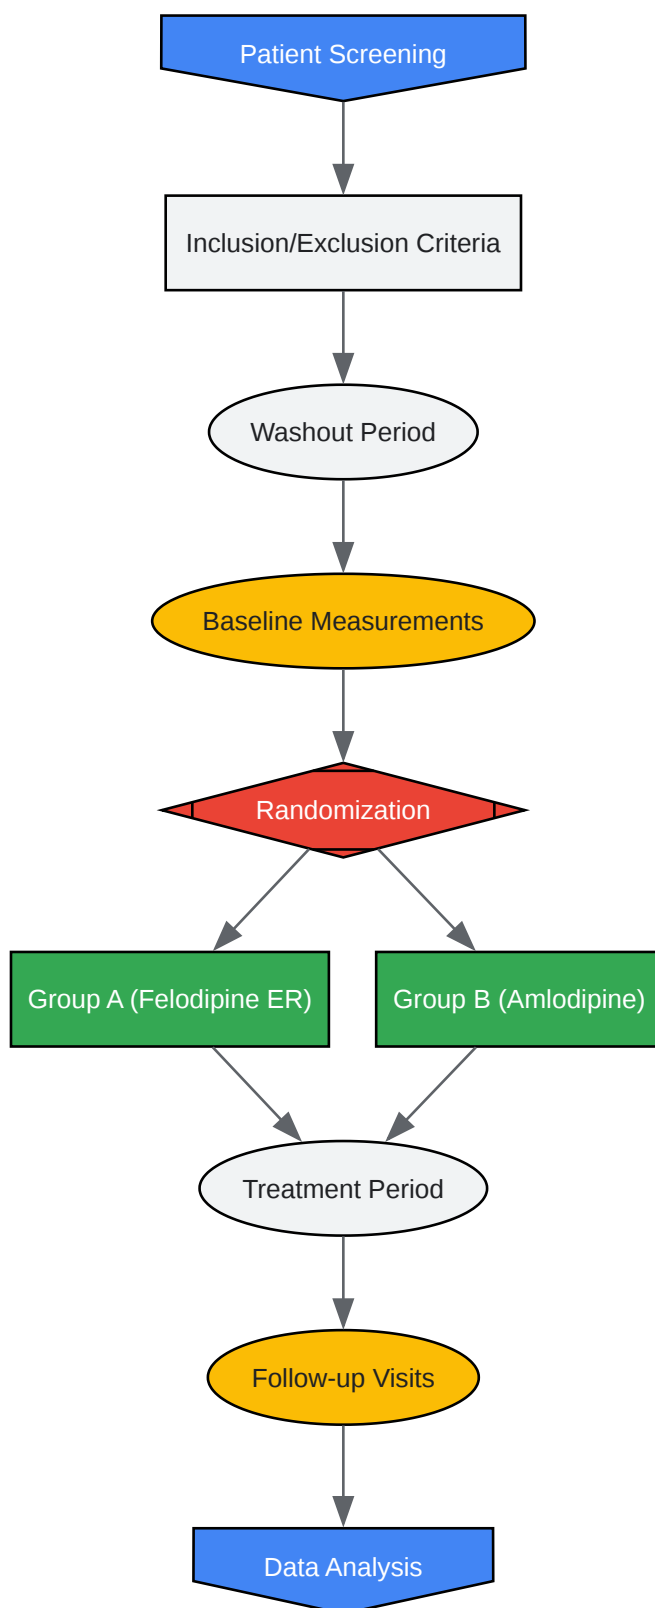 Patient Screening
Inclusion/Exclusion Criteria
Washout Period
Baseline Measurements
Randomization
Group A (Felodipine ER)
Group B (Amlodipine)
Treatment Period
Follow-up Visits
Data Analysis